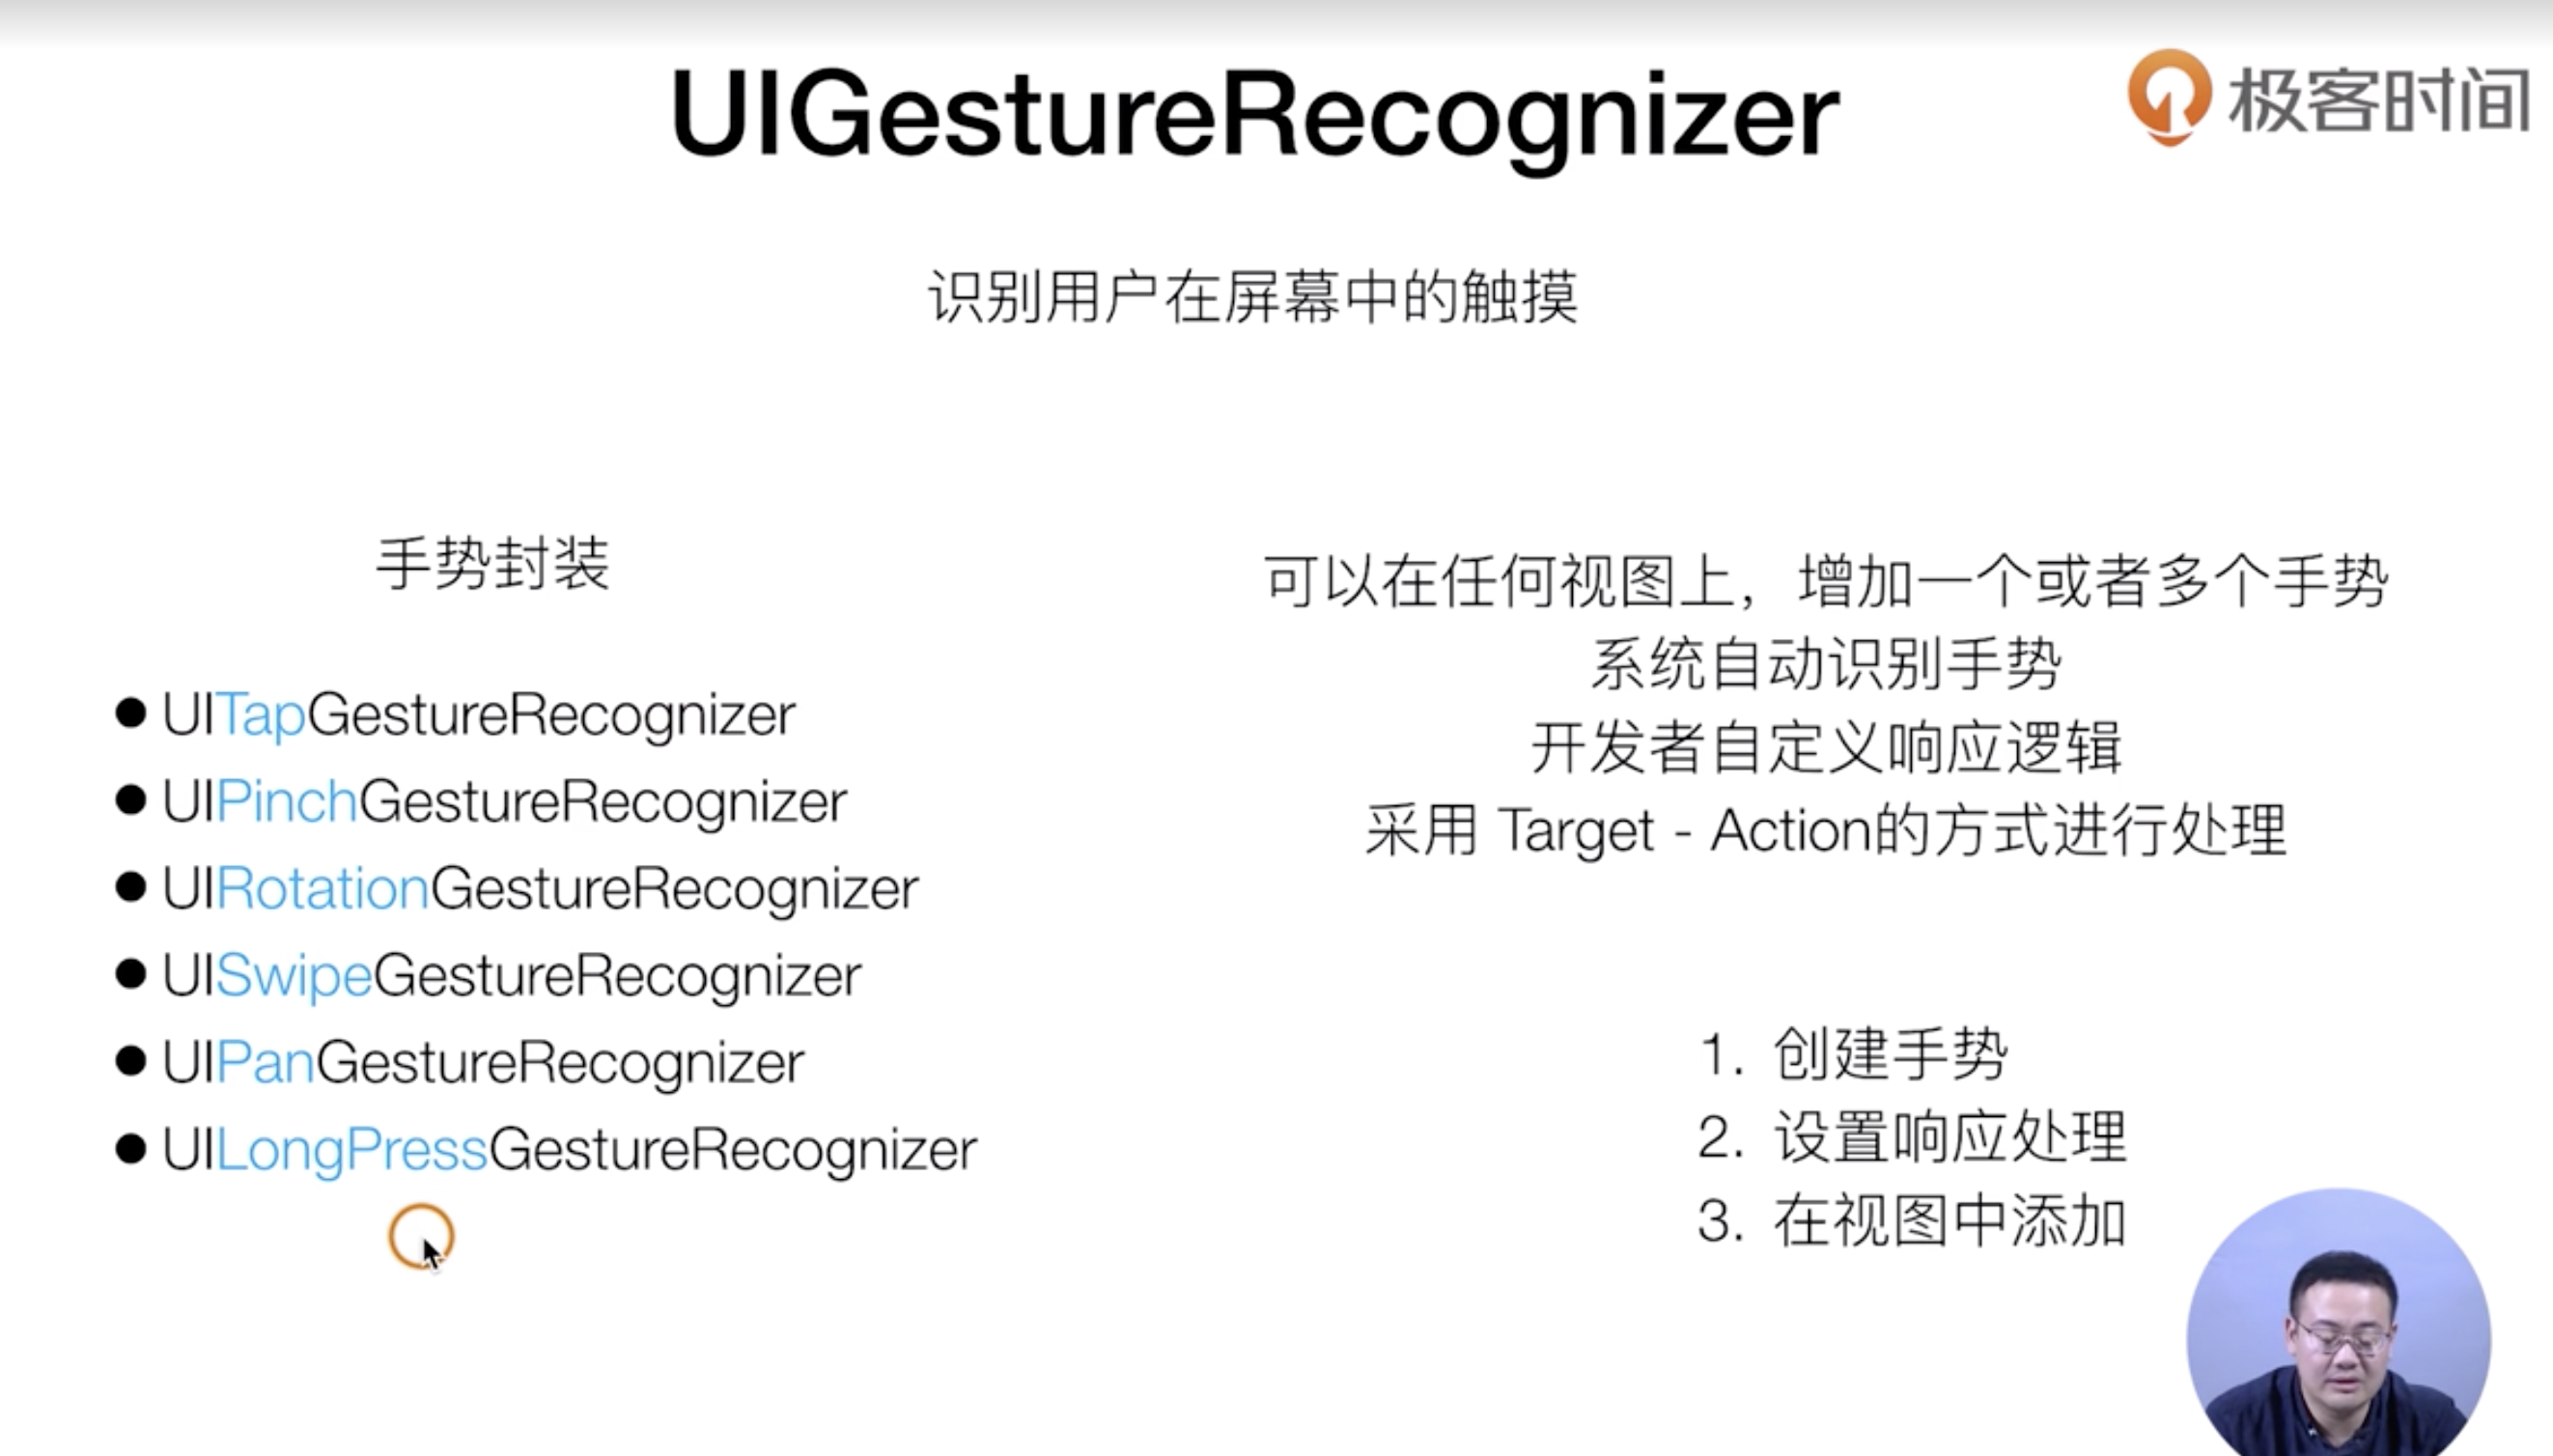 UIGestureRecognizer
极客时间
识别用户在屏幕中的触摸
手势封装
● UITapGestureRecognizer
● UIPinchGestureRecognizer
● UIRotationGestureRecognizer
● UISwipeGestureRecognizer
● UIPanGestureRecognizer
● UILongPressGestureRecognizer
可以在任何视图上，增加一个或者多个手势
系统自动识别手势
开发者自定义响应逻辑
采用 Target - Action的方式进行处理
1. 创建手势
2. 设置响应处理
3. 在视图中添加